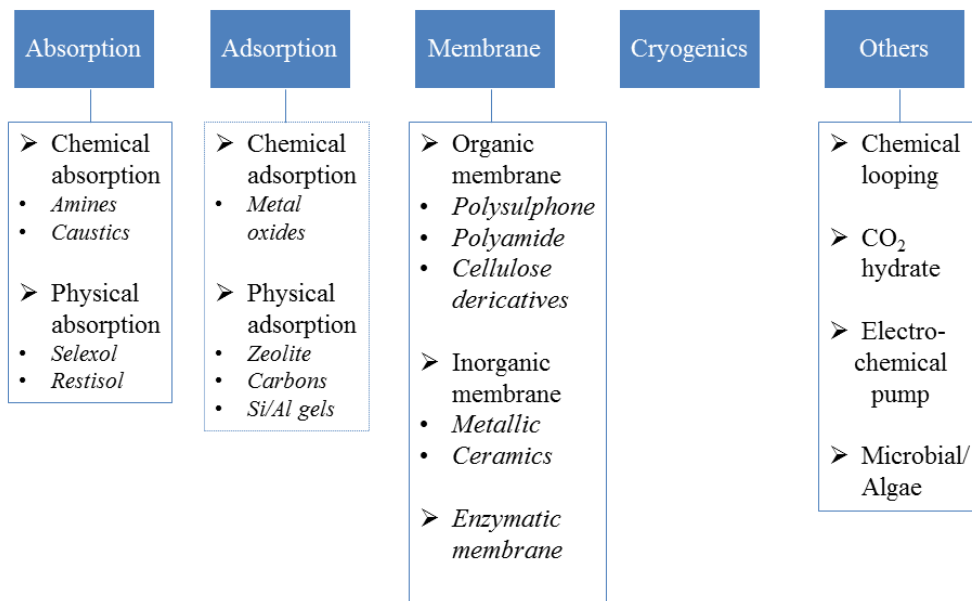 Absorption
Adsorption
Membrane
Cryogenics
Others
➢ Chemical
absorption
• Amines
• Caustics
➢ Physical
absorption
• Selexol
• Restisol
➢ Chemical
adsorption
• Metal
oxides
➢ Physical
adsorption
• Zeolite
• Carbons
• Si/Al gels
➢ Organic
membrane
• Polysulphone
• Polyamide
• Cellulose
dericatives
➢ Inorganic
membrane
• Metallic
• Ceramics
➢ Enzymatic
membrane
➢ Chemical
looping
➢ CO₂
hydrate
➢ Electro-
chemical
pump
➢ Microbial/
Algae